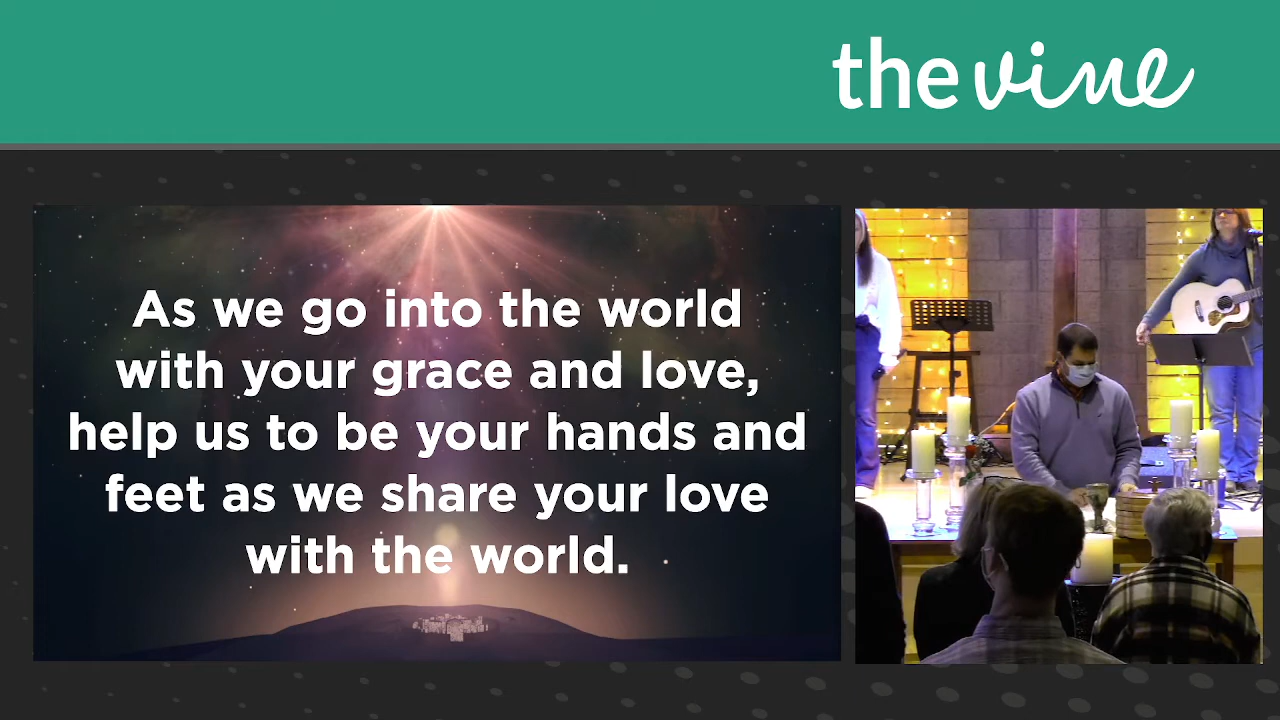 the vine
As we go into the world
with your grace and love,
help us to be your hands and
feet as we share your love
with the world.